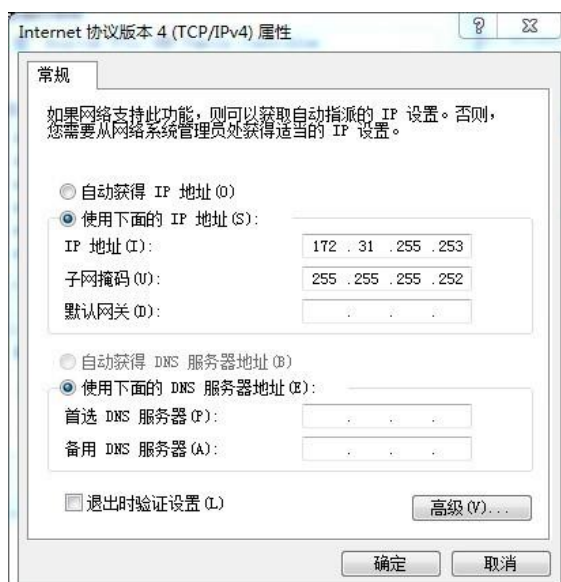 Internet 协议版本 4 (TCP/IPv4) 属性
常规
如果网络支持此功能，则可以获取自动指派的 IP 设置。否则，
您需要从网络系统管理员处获得适当的 IP 设置。
自动获得 IP 地址(O)
使用下面的 IP 地址(S):
IP 地址(I): 172 . 31 .255 .253
子网掩码(U): 255 .255 .255 .252
默认网关(D): . . .
自动获得 DNS 服务器地址(B)
使用下面的 DNS 服务器地址(E):
首选 DNS 服务器(P): . . .
备用 DNS 服务器(A): . . .
退出时验证设置(L)
高级(V)...
确定 取消